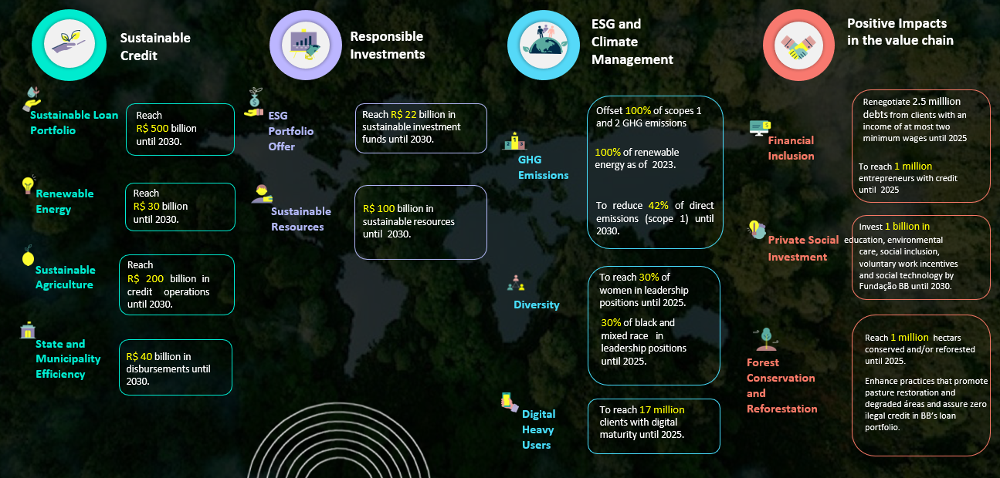 Sustainable
Credit
Sustainable Loan
Portfolio
Reach
R$ 500 billion
until 2030.
Renewable
Energy
Reach
R$ 30 billion
until 2030.
Sustainable
Agriculture
Reach
R$ 200 billion in
credit operations
until 2030.
State and
Municipality
Efficiency
R$ 40 billion in
disbursements until
2030.
Responsible
Investments
ESG
Portfolio
Offer
Reach R$ 22 billion in
sustainable investment
funds until 2030.
Sustainable
Resources
R$ 100 billion in
sustainable resources
until 2030.
ESG and
Climate
Management
GHG
Emissions
Offset 100% of scopes 1
and 2 GHG emissions
100% of renewable
energy as of 2023.
To reduce 42% of direct
emissions (scope 1) until
2030.
Diversity
To reach 30% of
women in leadership
positions until 2025.
30% of black and
mixed race in
leadership positions
until 2025.
Digital
Heavy
Users
To reach 17 million
clients with digital
maturity until 2025.
Positive Impacts
in the value chain
Financial
Inclusion
Renegotiate 2.5 milllion
debts from clients with an
income of at most two
minimum wages until 2025
To reach 1 million
entrepreneurs with credit
until 2025
Private Social
Investment
Invest 1 billion in
education, environmental
care, social inclusion,
voluntary work incentives
and social technology by
Fundação BB until 2030.
Forest
Conservation
and
Reforestation
Reach 1 million hectars
conserved and/or reforested
until 2025.
Enhance practices that promote
pasture restoration and
degraded áreas and assure zero
ilegal credit in BB's loan
portfolio.